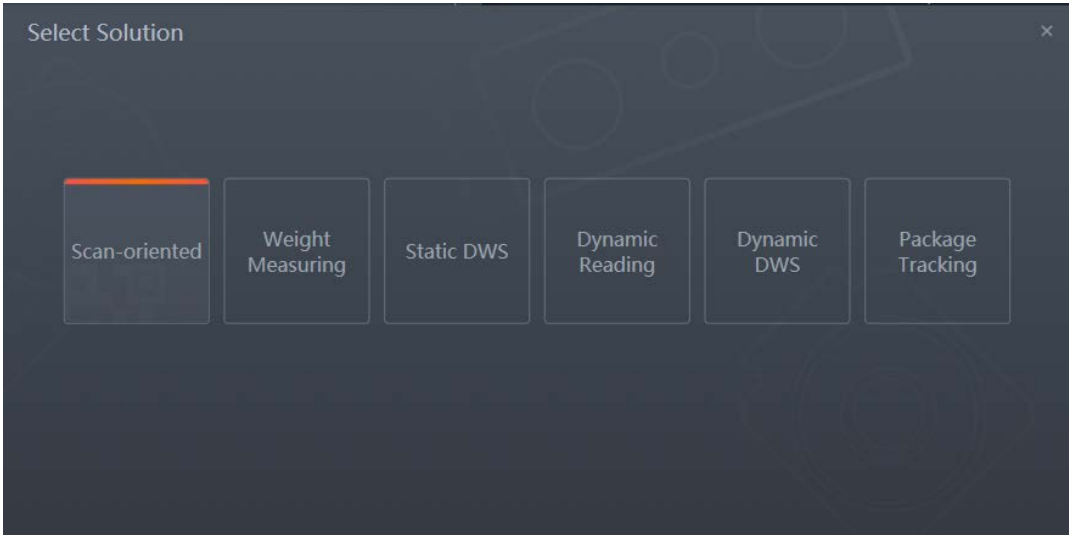 Select Solution
×
Scan-oriented
Weight
Measuring
Static DWS
Dynamic
Reading
Dynamic
DWS
Package
Tracking